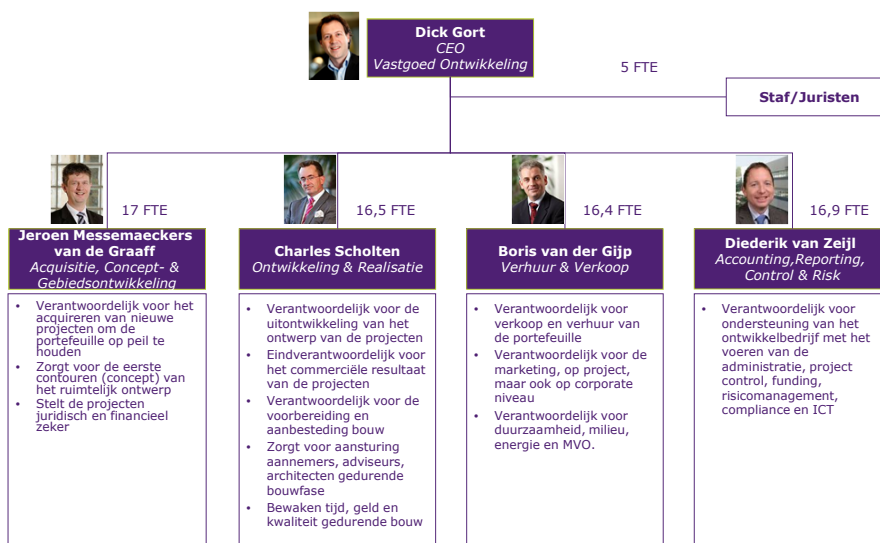 Dick Gort
CEO
Vastgoed Ontwikkeling
5 FTE
Staf/Juristen
17 FTE
Jeroen Messemaeckers
van de Graaff
Acquisitie, Concept- &
Gebiedsontwikkeling
• Verantwoordelijk voor het
acquireren van nieuwe
projecten om de
portefeuille op peil te
houden
• Zorgt voor de eerste
contouren (concept) van
het ruimtelijk ontwerp
• Stelt de projecten
juridisch en financieel
zeker
16,5 FTE
Charles Scholten
Ontwikkeling & Realisatie
• Verantwoordelijk voor de
uitontwikkeling van het
ontwerp van de projecten
• Eindverantwoordelijk voor
het commerciële resultaat
van de projecten
• Verantwoordelijk voor de
voorbereiding en
aanbesteding bouw
• Zorgt voor aansturing
aannemers, adviseurs,
architecten gedurende
bouwfase
• Bewaken tijd, geld en
kwaliteit gedurende bouw
16,4 FTE
Boris van der Gijp
Verhuur & Verkoop
• Verantwoordelijk voor
verkoop en verhuur van
de portefeuille
• Verantwoordelijk voor de
marketing, op project,
maar ook op corporate
niveau
• Verantwoordelijk voor
duurzaamheid, milieu,
energie en MVO.
16,9 FTE
Diederik van Zeijl
Accounting,Reporting,
Control & Risk
• Verantwoordelijk voor
ondersteuning van het
ontwikkelbedrijf met het
voeren van de
administratie, project
control, funding,
risicomanagement,
compliance en ICT